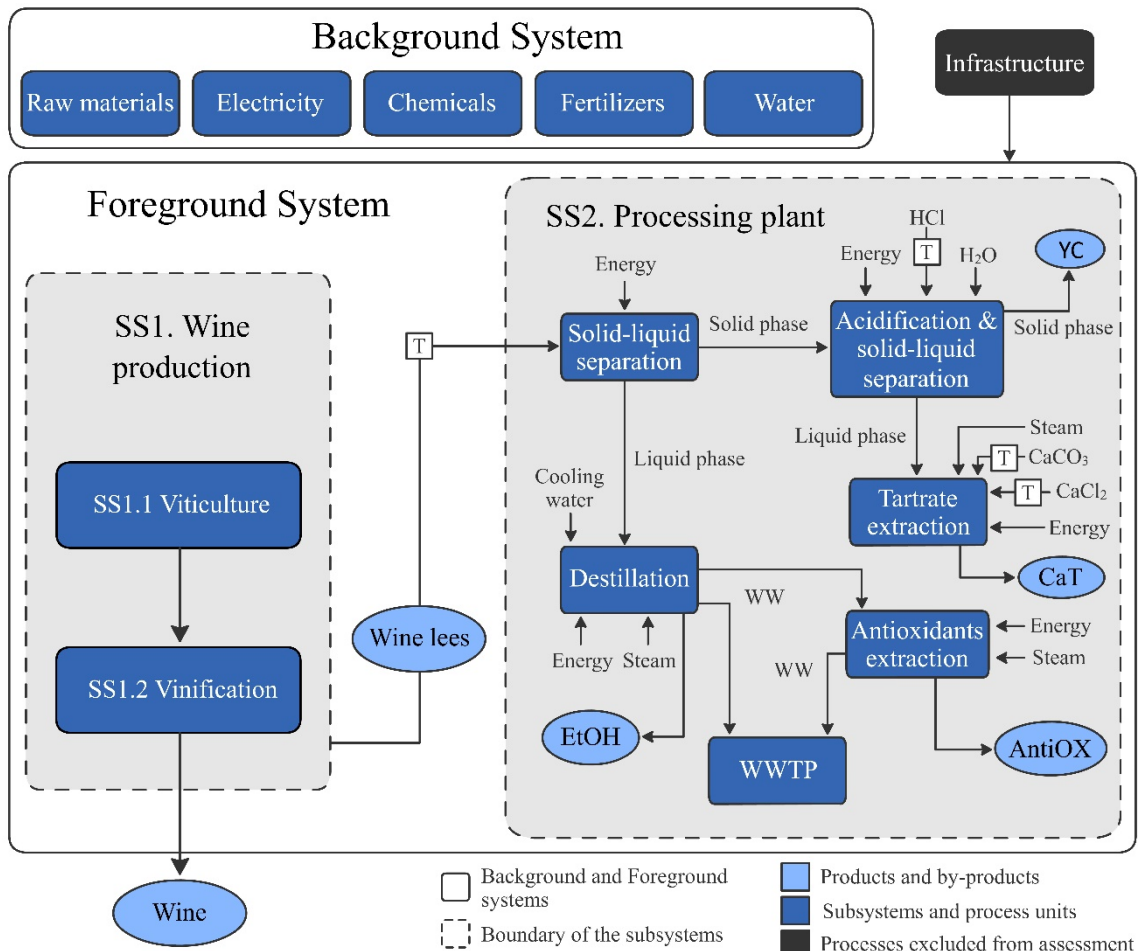 Background System
Raw materials
Electricity
Chemicals
Fertilizers
Water
Infrastructure
Foreground System
SS1. Wine
production
SS1.1 Viticulture
SS1.2 Vinification
Wine lees
T
Wine
SS2. Processing plant
Energy
Solid-liquid
separation
Solid phase
Energy
HCl
T
H₂O
Acidification &
solid-liquid
separation
YC
Solid phase
Liquid phase
Liquid phase
Steam
T
CaCO₃
T
CaCl₂
Energy
Tartrate
extraction
CaT
Cooling
water
Destillation
Energy
Steam
WW
Antioxidants
extraction
Energy
Steam
WW
EtOH
WWTP
AntiOX
Background and Foreground
systems
Boundary of the subsystems
Products and by-products
Subsystems and process units
Processes excluded from assessment